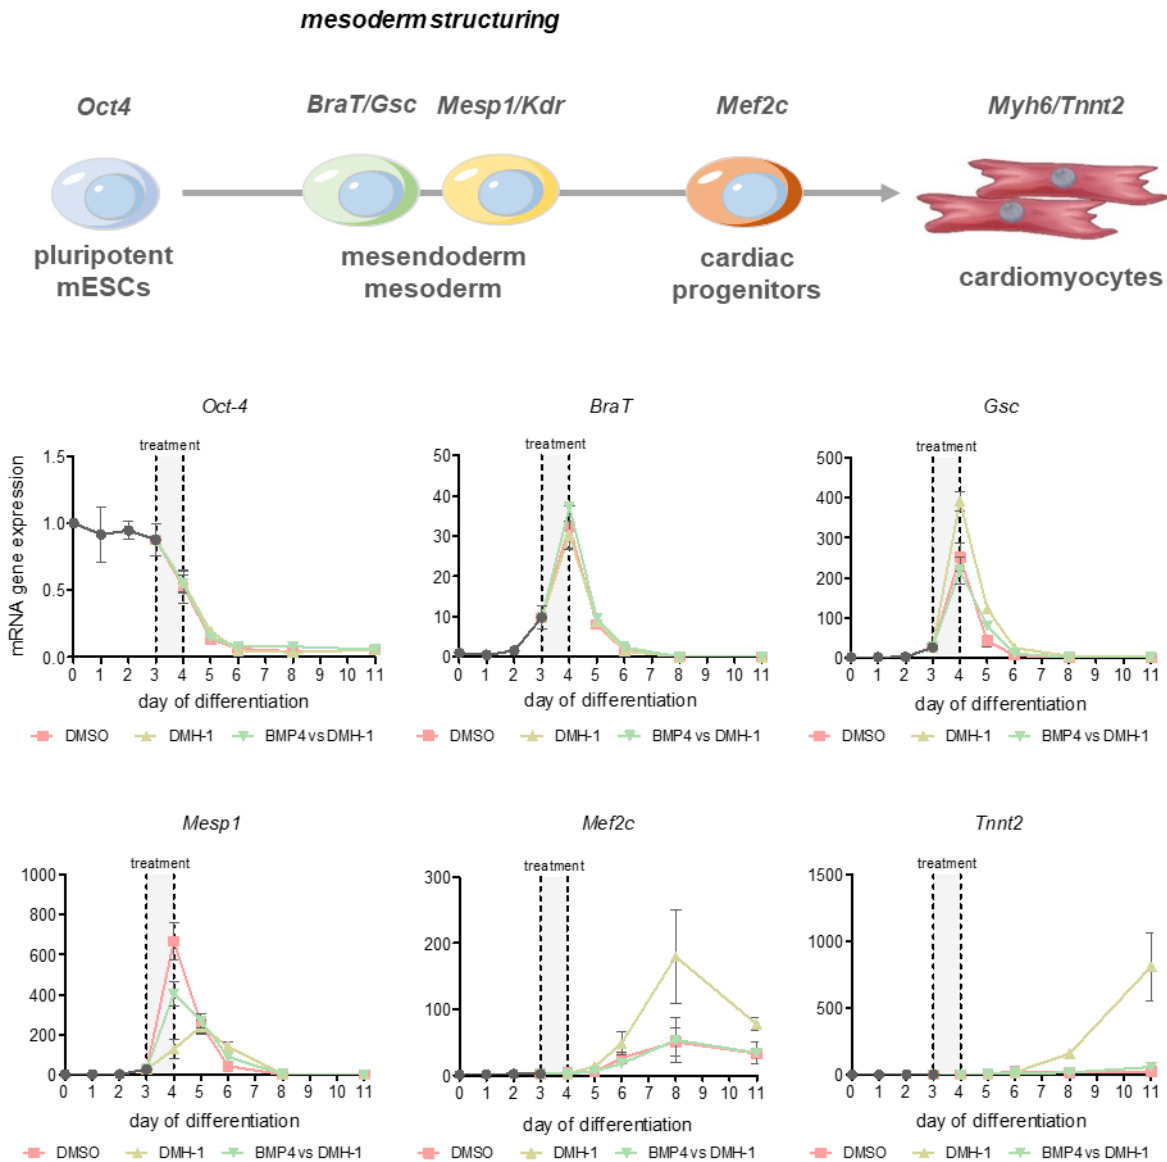 mesoderm structuring
Oct4
BraT/Gsc
Mesp1/Kdr
Mef2c
Myh6/Tnnt2
pluripotent
mESCs
mesendoderm
mesoderm
cardiac
progenitors
cardiomyocytes
Oct-4
treatment
mRNA gene expression
1.5
1.0
0.5
0.0
0 1 2 3 4 5 6 7 8 9 10 11
day of differentiation
DMSO DMH-1 BMP4 vs DMH-1
BraT
treatment
50
40
30
20
10
0
0 1 2 3 4 5 6 7 8 9 10 11
day of differentiation
DMSO DMH-1 BMP4 vs DMH-1
Gsc
treatment
500
400
300
200
100
0
0 1 2 3 4 5 6 7 8 9 10 11
day of differentiation
DMSO DMH-1 BMP4 vs DMH-1
Mesp1
treatment
1000
800
600
400
200
0
0 1 2 3 4 5 6 7 8 9 10 11
day of differentiation
DMSO DMH-1 BMP4 vs DMH-1
Mef2c
treatment
300
200
100
0
0 1 2 3 4 5 6 7 8 9 10 11
day of differentiation
DMSO DMH-1 BMP4 vs DMH-1
Tnnt2
treatment
1500
1000
500
0
0 1 2 3 4 5 6 7 8 9 10 11
day of differentiation
DMSO DMH-1 BMP4 vs DMH-1